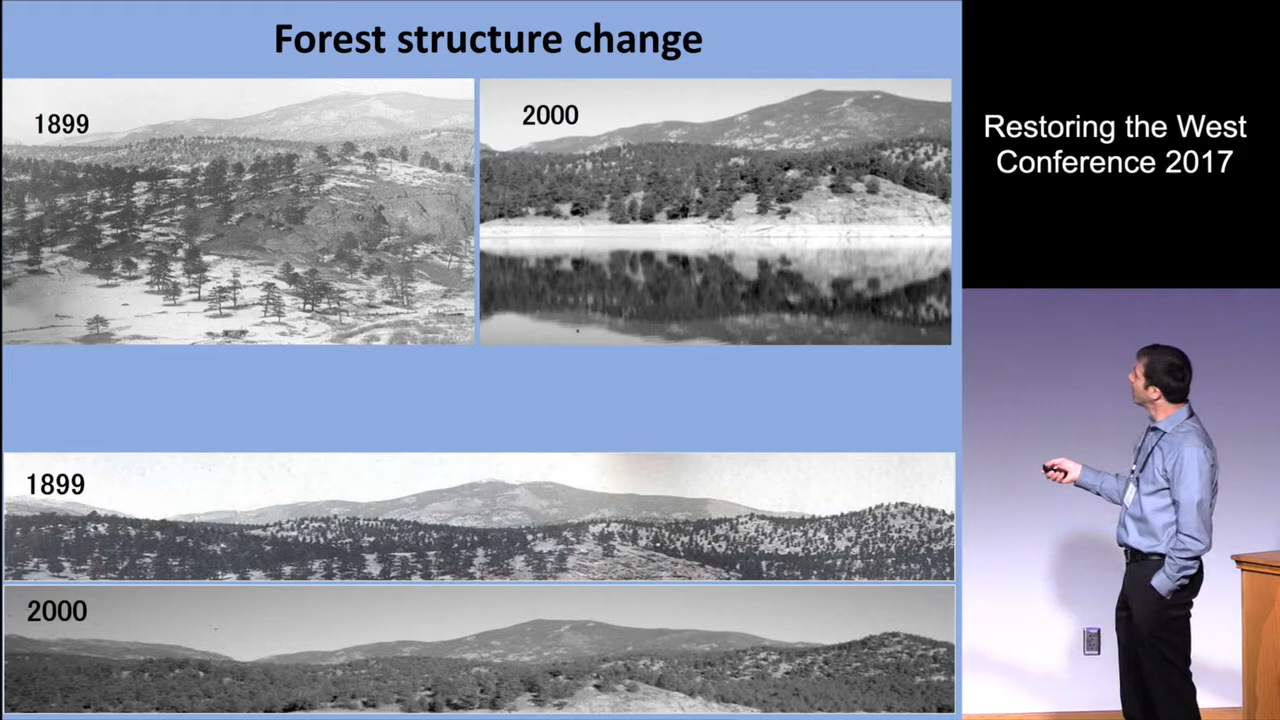 Forest structure change
1899
2000
1899
2000
Restoring the West
Conference 2017